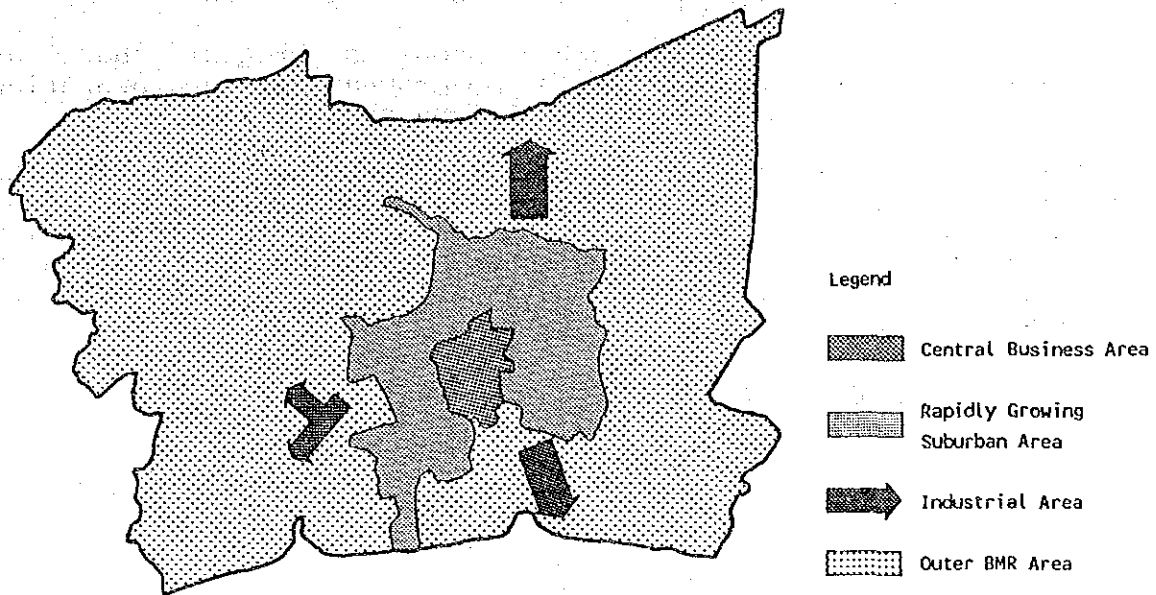 Legend
Central Business Area
Rapidly Growing
Suburban Area
Industrial Area
Outer BMR Area